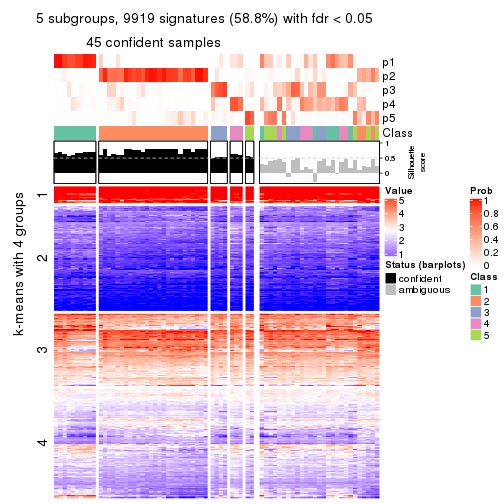 5 subgroups, 9919 signatures (58.8%) with fdr < 0.05
45 confident samples
p1
p2
p3
p4
p5
Class
1
0.5
0
Silhouette
score
k-means with 4 groups
1
2
3
4
Value
5
4
3
2
1
Status (barplots)
confident
ambiguous
Prob
1
0.8
0.6
0.4
0.2
0
Class
1
2
3
4
5